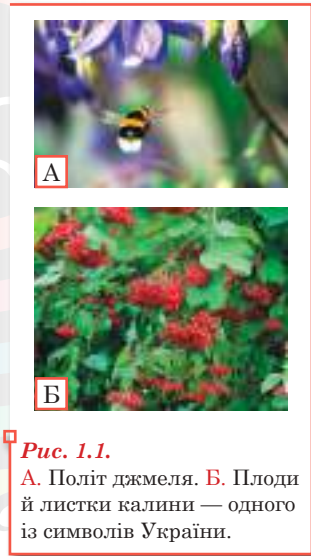 А
Б
Рис. 1.1.
А. Політ джмеля. Б. Плоди
й листки калини — одного
із символів України.